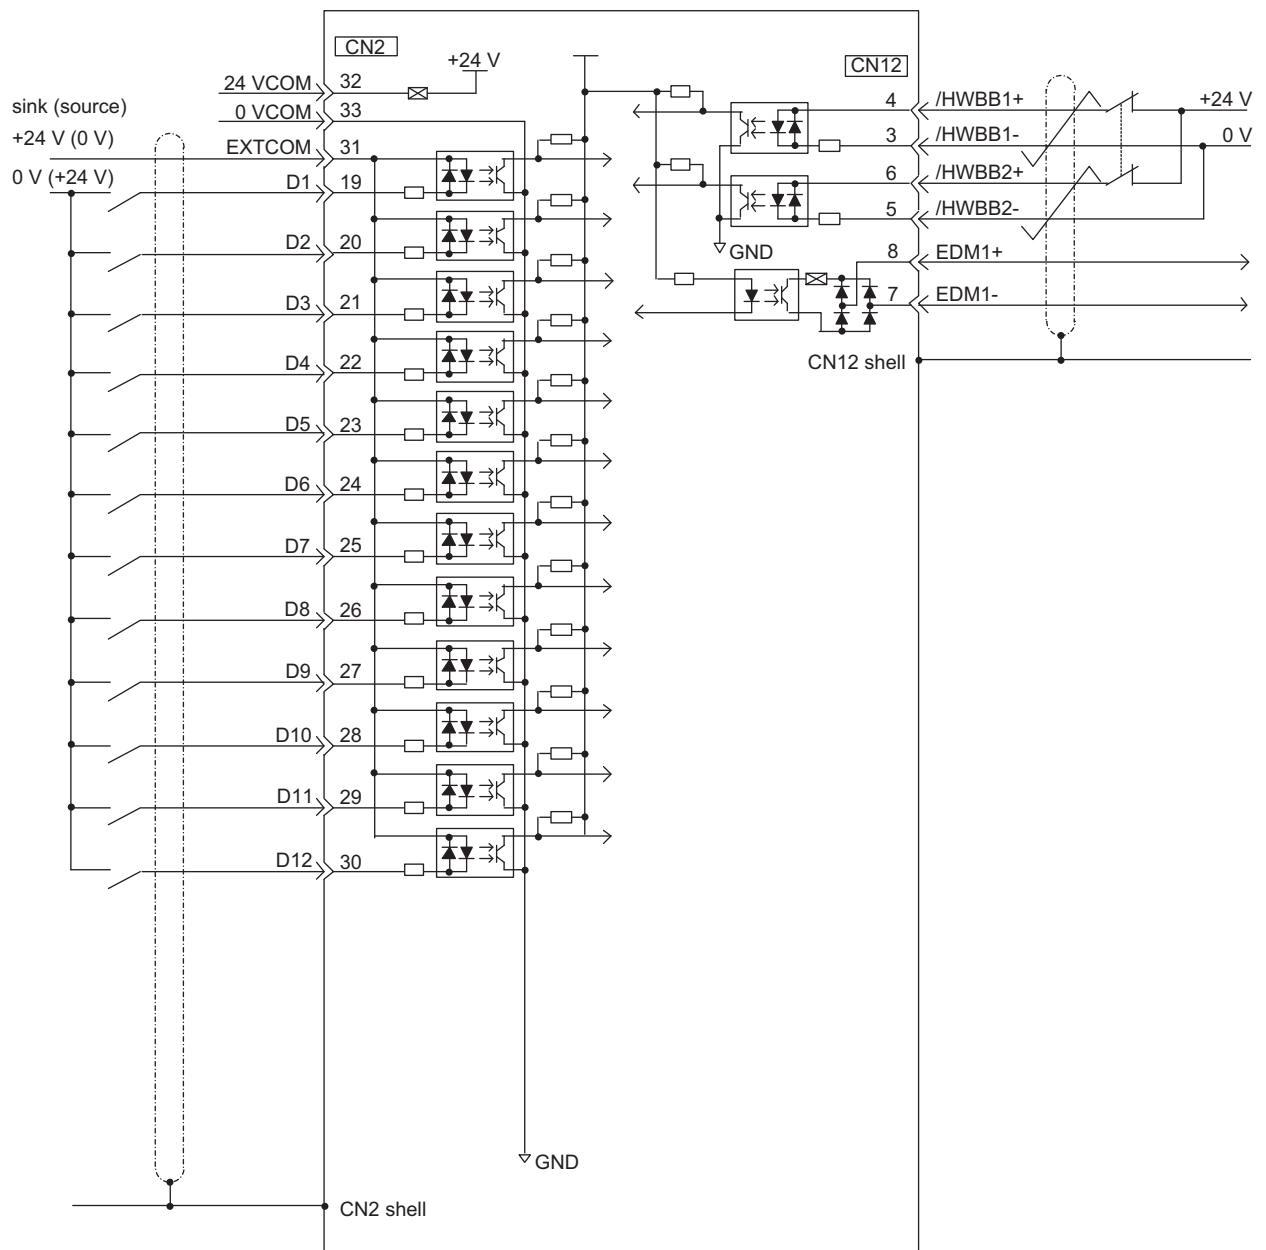 CN2
+24 V
CN12
24 VCOM 32
0 VCOM 33
sink (source)
+24 V (0 V)
EXTCOM 31
0 V (+24 V)
D1 19
D2 20
D3 21
D4 22
D5 23
D6 24
D7 25
D8 26
D9 27
D10 28
D11 29
D12 30
GND
CN2 shell
4 /HWBB1+ +24 V
3 /HWBB1- 0 V
6 /HWBB2+
5 /HWBB2-
GND
8 EDM1+
7 EDM1-
CN12 shell